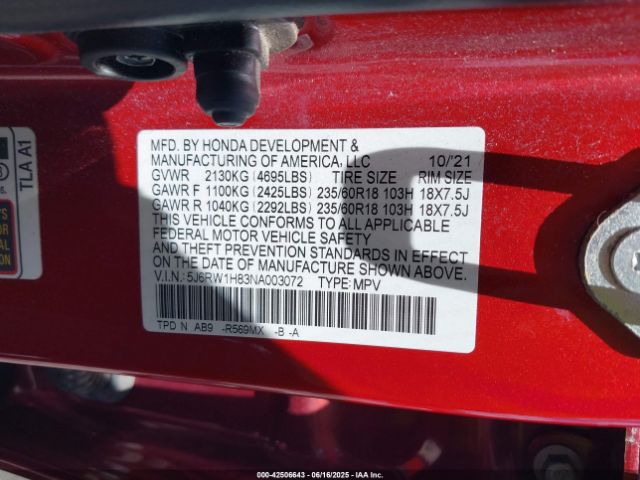 MFD. BY HONDA DEVELOPMENT &
MANUFACTURING OF AMERICA, LLC 10/'21
GVWR 2130KG (4695LBS) TIRE SIZE RIM SIZE
GAWR F 1100KG (2425LBS) 235/60R18 103H 18X7.5J
GAWR R 1040KG (2292LBS) 235/60R18 103H 18X7.5J
THIS VEHICLE CONFORMS TO ALL APPLICABLE
FEDERAL MOTOR VEHICLE SAFETY
AND THEFT PREVENTION STANDARDS IN EFFECT
ON THE DATE OF MANUFACTURE SHOWN ABOVE.
V.I.N.: 5J6RW1H83NA003072 TYPE: MPV
TPD N AB9 -R569MX -B -A
TLA A1
000-42506643 - 06/16/2025 - IAA Inc.